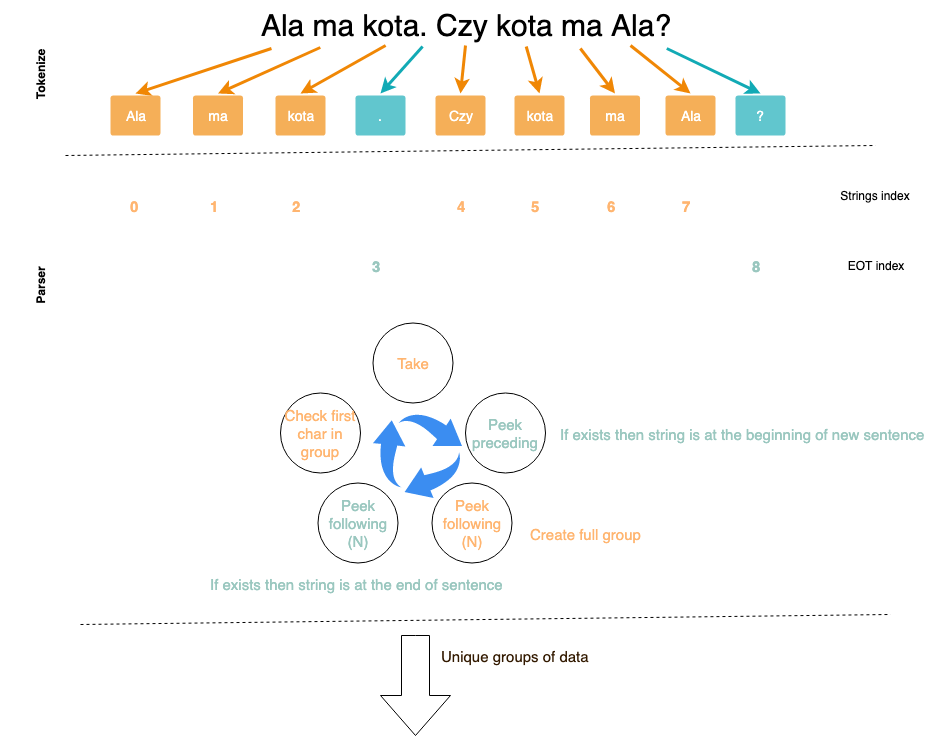 Ala ma kota. Czy kota ma Ala?
Tokenize
Ala
ma
kota
.
Czy
kota
ma
Ala
?
Strings index
0
1
2
4
5
6
7
EOT index
3
8
Parser
Take
Check first
char in
group
Peek
preceding
If exists then string is at the beginning of new sentence
Peek
following
(N)
Peek
following
(N)
Create full group
If exists then string is at the end of sentence
Unique groups of data